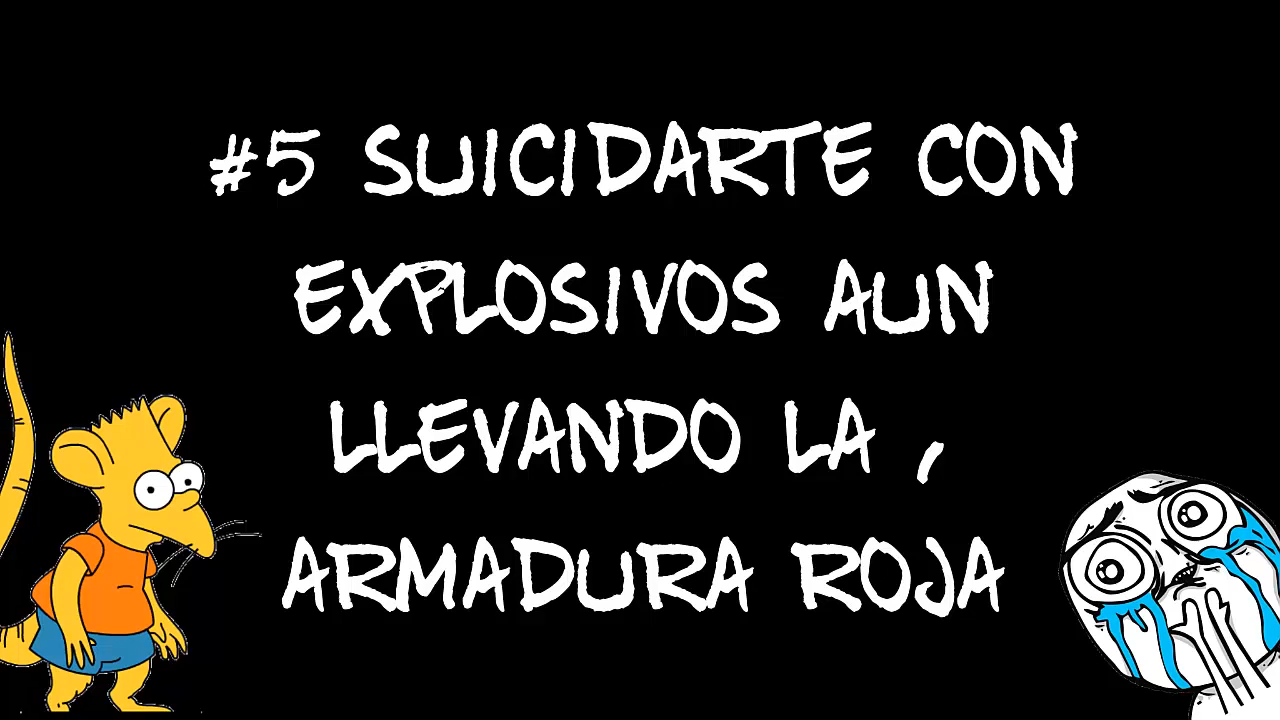 #5 SUICIDARTE CON
EXPLOSIVOS AUN
LLEVANDO LA ,
ARMADURA ROJA